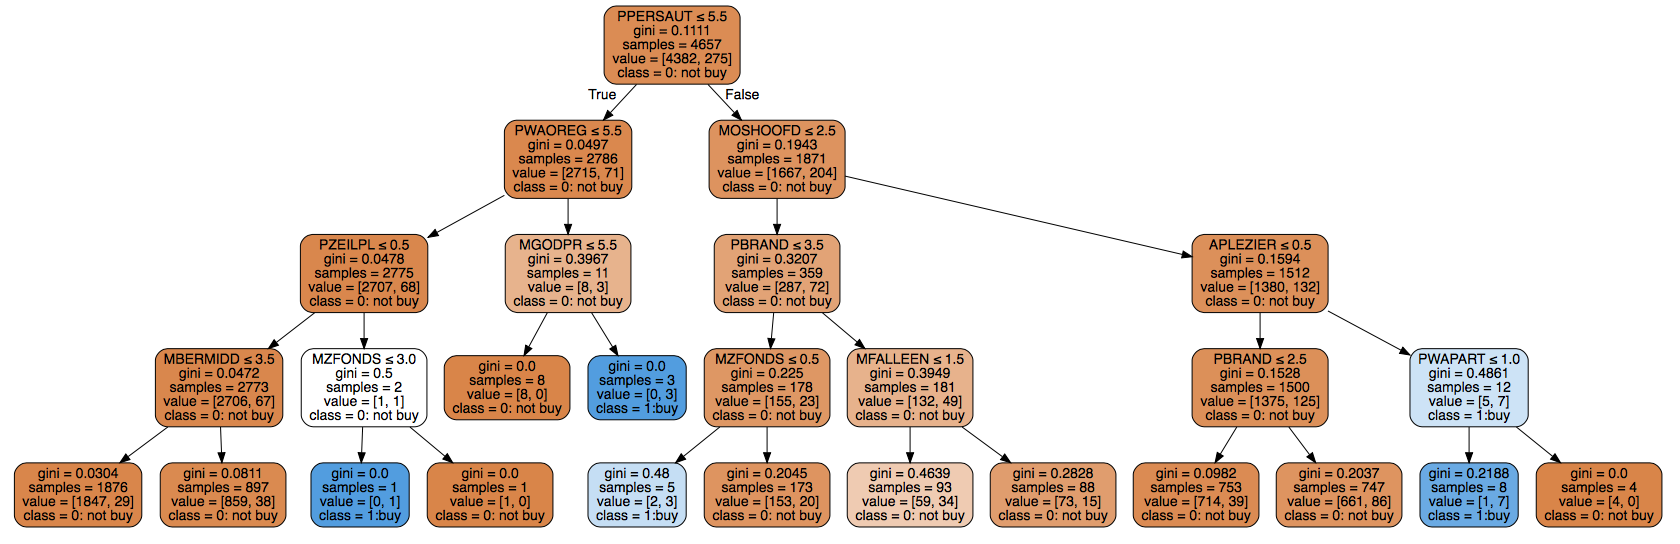 PPERSAUT ≤ 5.5
gini = 0.1111
samples = 4657
value = [4382, 275]
class = 0: not buy
True
False
PWAOREG ≤ 5.5
gini = 0.0497
samples = 2786
value = [2715, 71]
class = 0: not buy
MOSHOOFD ≤ 2.5
gini = 0.1943
samples = 1871
value = [1667, 204]
class = 0: not buy
PZEILPL ≤ 0.5
gini = 0.0478
samples = 2775
value = [2707, 68]
class = 0: not buy
MGODPR ≤ 5.5
gini = 0.3967
samples = 11
value = [8, 3]
class = 0: not buy
PBRAND ≤ 3.5
gini = 0.3207
samples = 359
value = [287, 72]
class = 0: not buy
APLEZIER ≤ 0.5
gini = 0.1594
samples = 1512
value = [1380, 132]
class = 0: not buy
MBERMIDD ≤ 3.5
gini = 0.0472
samples = 2773
value = [2706, 67]
class = 0: not buy
MZFONDS ≤ 3.0
gini = 0.5
samples = 2
value = [1, 1]
class = 0: not buy
gini = 0.0
samples = 8
value = [8, 0]
class = 0: not buy
gini = 0.0
samples = 3
value = [0, 3]
class = 1:buy
MZFONDS ≤ 0.5
gini = 0.225
samples = 178
value = [155, 23]
class = 0: not buy
MFALLEEN ≤ 1.5
gini = 0.3949
samples = 181
value = [132, 49]
class = 0: not buy
PBRAND ≤ 2.5
gini = 0.1528
samples = 1500
value = [1375, 125]
class = 0: not buy
PWAPART ≤ 1.0
gini = 0.4861
samples = 12
value = [5, 7]
class = 1:buy
gini = 0.0304
samples = 1876
value = [1847, 29]
class = 0: not buy
gini = 0.0811
samples = 897
value = [859, 38]
class = 0: not buy
gini = 0.0
samples = 1
value = [0, 1]
class = 1:buy
gini = 0.0
samples = 1
value = [1, 0]
class = 0: not buy
gini = 0.48
samples = 5
value = [2, 3]
class = 1:buy
gini = 0.2045
samples = 173
value = [153, 20]
class = 0: not buy
gini = 0.4639
samples = 93
value = [59, 34]
class = 0: not buy
gini = 0.2828
samples = 88
value = [73, 15]
class = 0: not buy
gini = 0.0982
samples = 753
value = [714, 39]
class = 0: not buy
gini = 0.2037
samples = 747
value = [661, 86]
class = 0: not buy
gini = 0.2188
samples = 8
value = [1, 7]
class = 1:buy
gini = 0.0
samples = 4
value = [4, 0]
class = 0: not buy